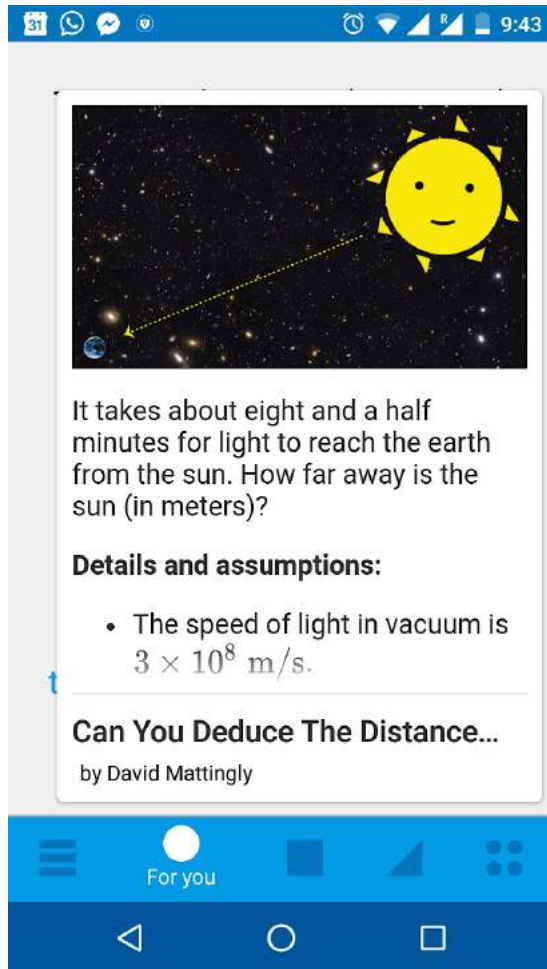 31
R
9:43
It takes about eight and a half
minutes for light to reach the earth
from the sun. How far away is the
sun (in meters)?
Details and assumptions:
• The speed of light in vacuum is
3 × 10⁸ m/s.
t
Can You Deduce The Distance...
by David Mattingly
For you